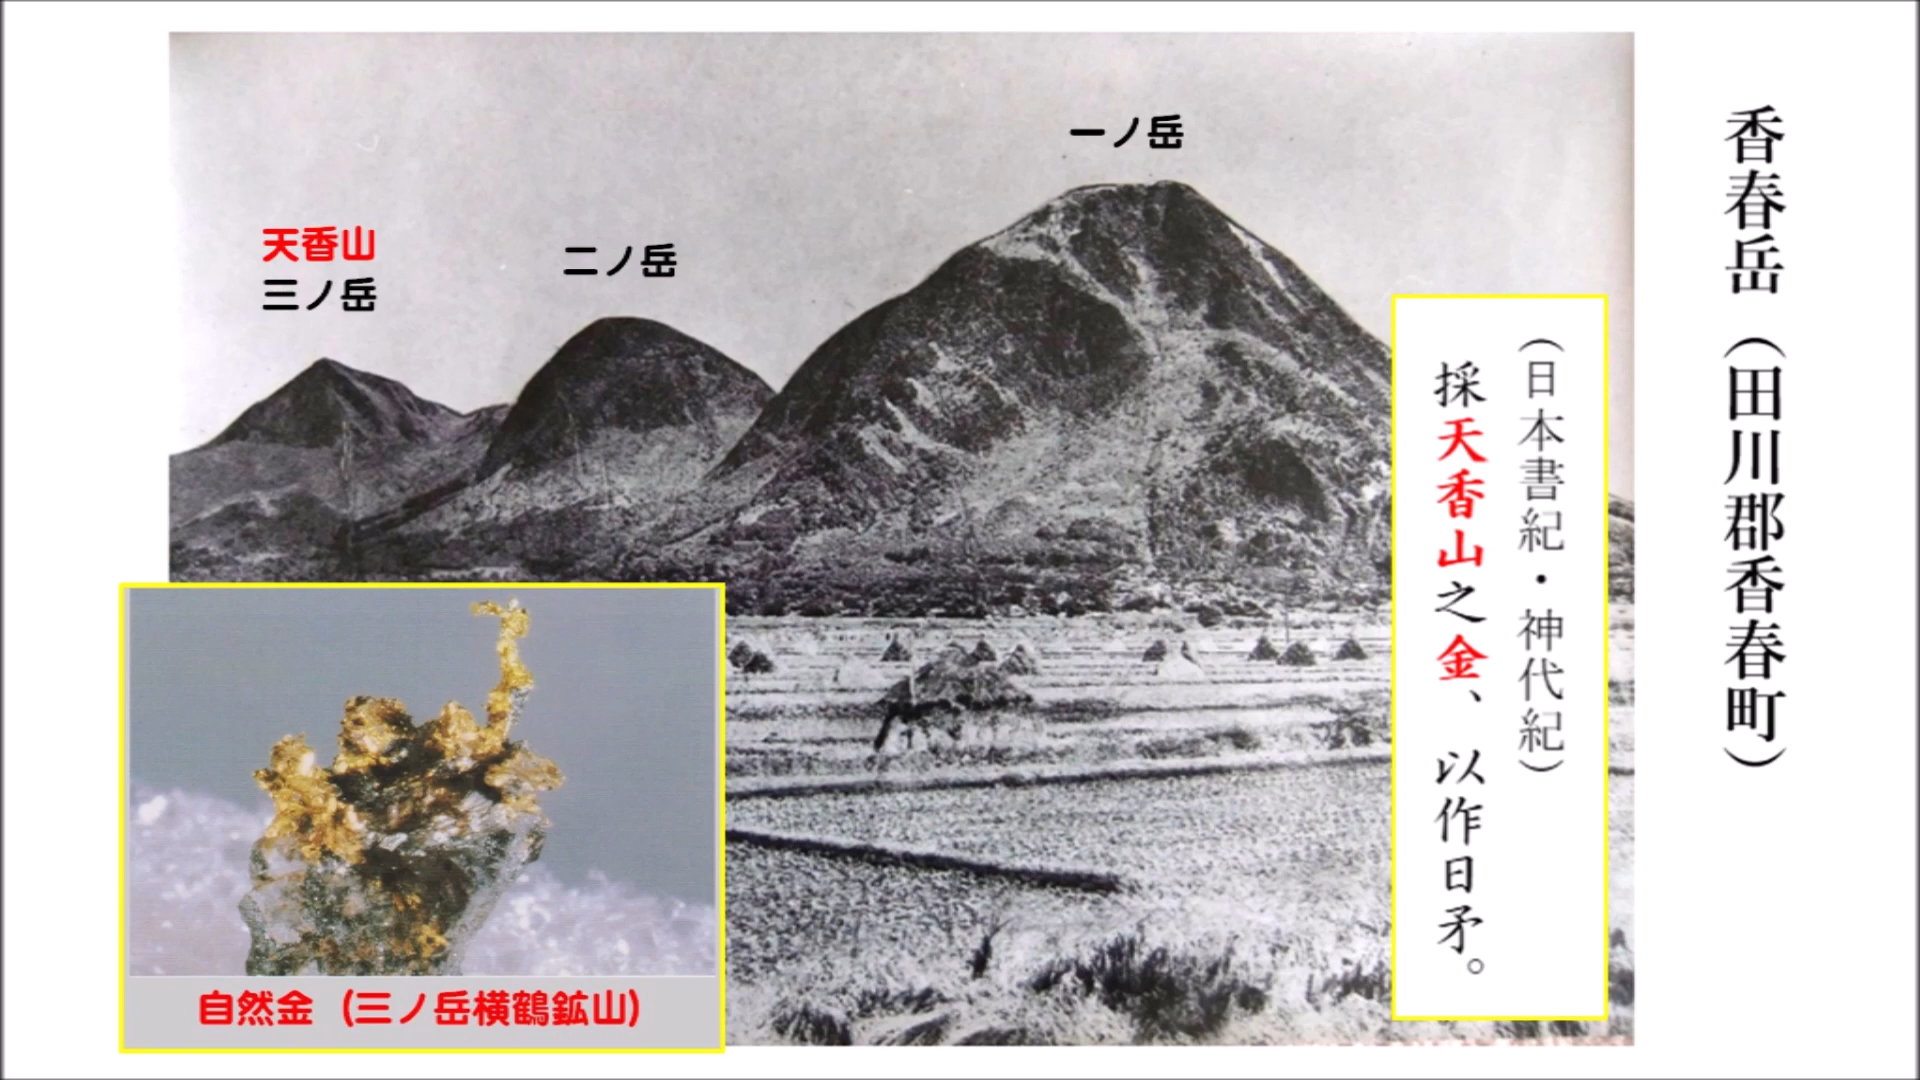 香春岳（田川郡香春町）
一ノ岳
二ノ岳
天香山
三ノ岳
（日本書紀・神代紀）
採天香山之金、以作日矛。
自然金（三ノ岳横鶴鉱山）